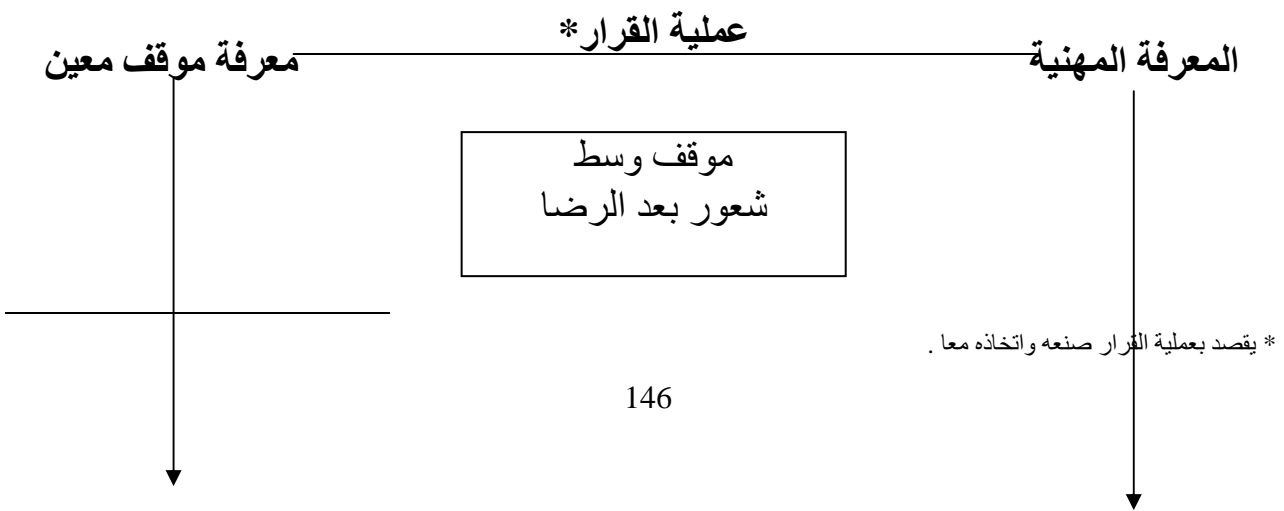 عملية القرار*
المعرفة المهنية
معرفة موقف معين
موقف وسط
شعور بعد الرضا
* يقصد بعملية القرار صنعه واتخاذه معا .
146